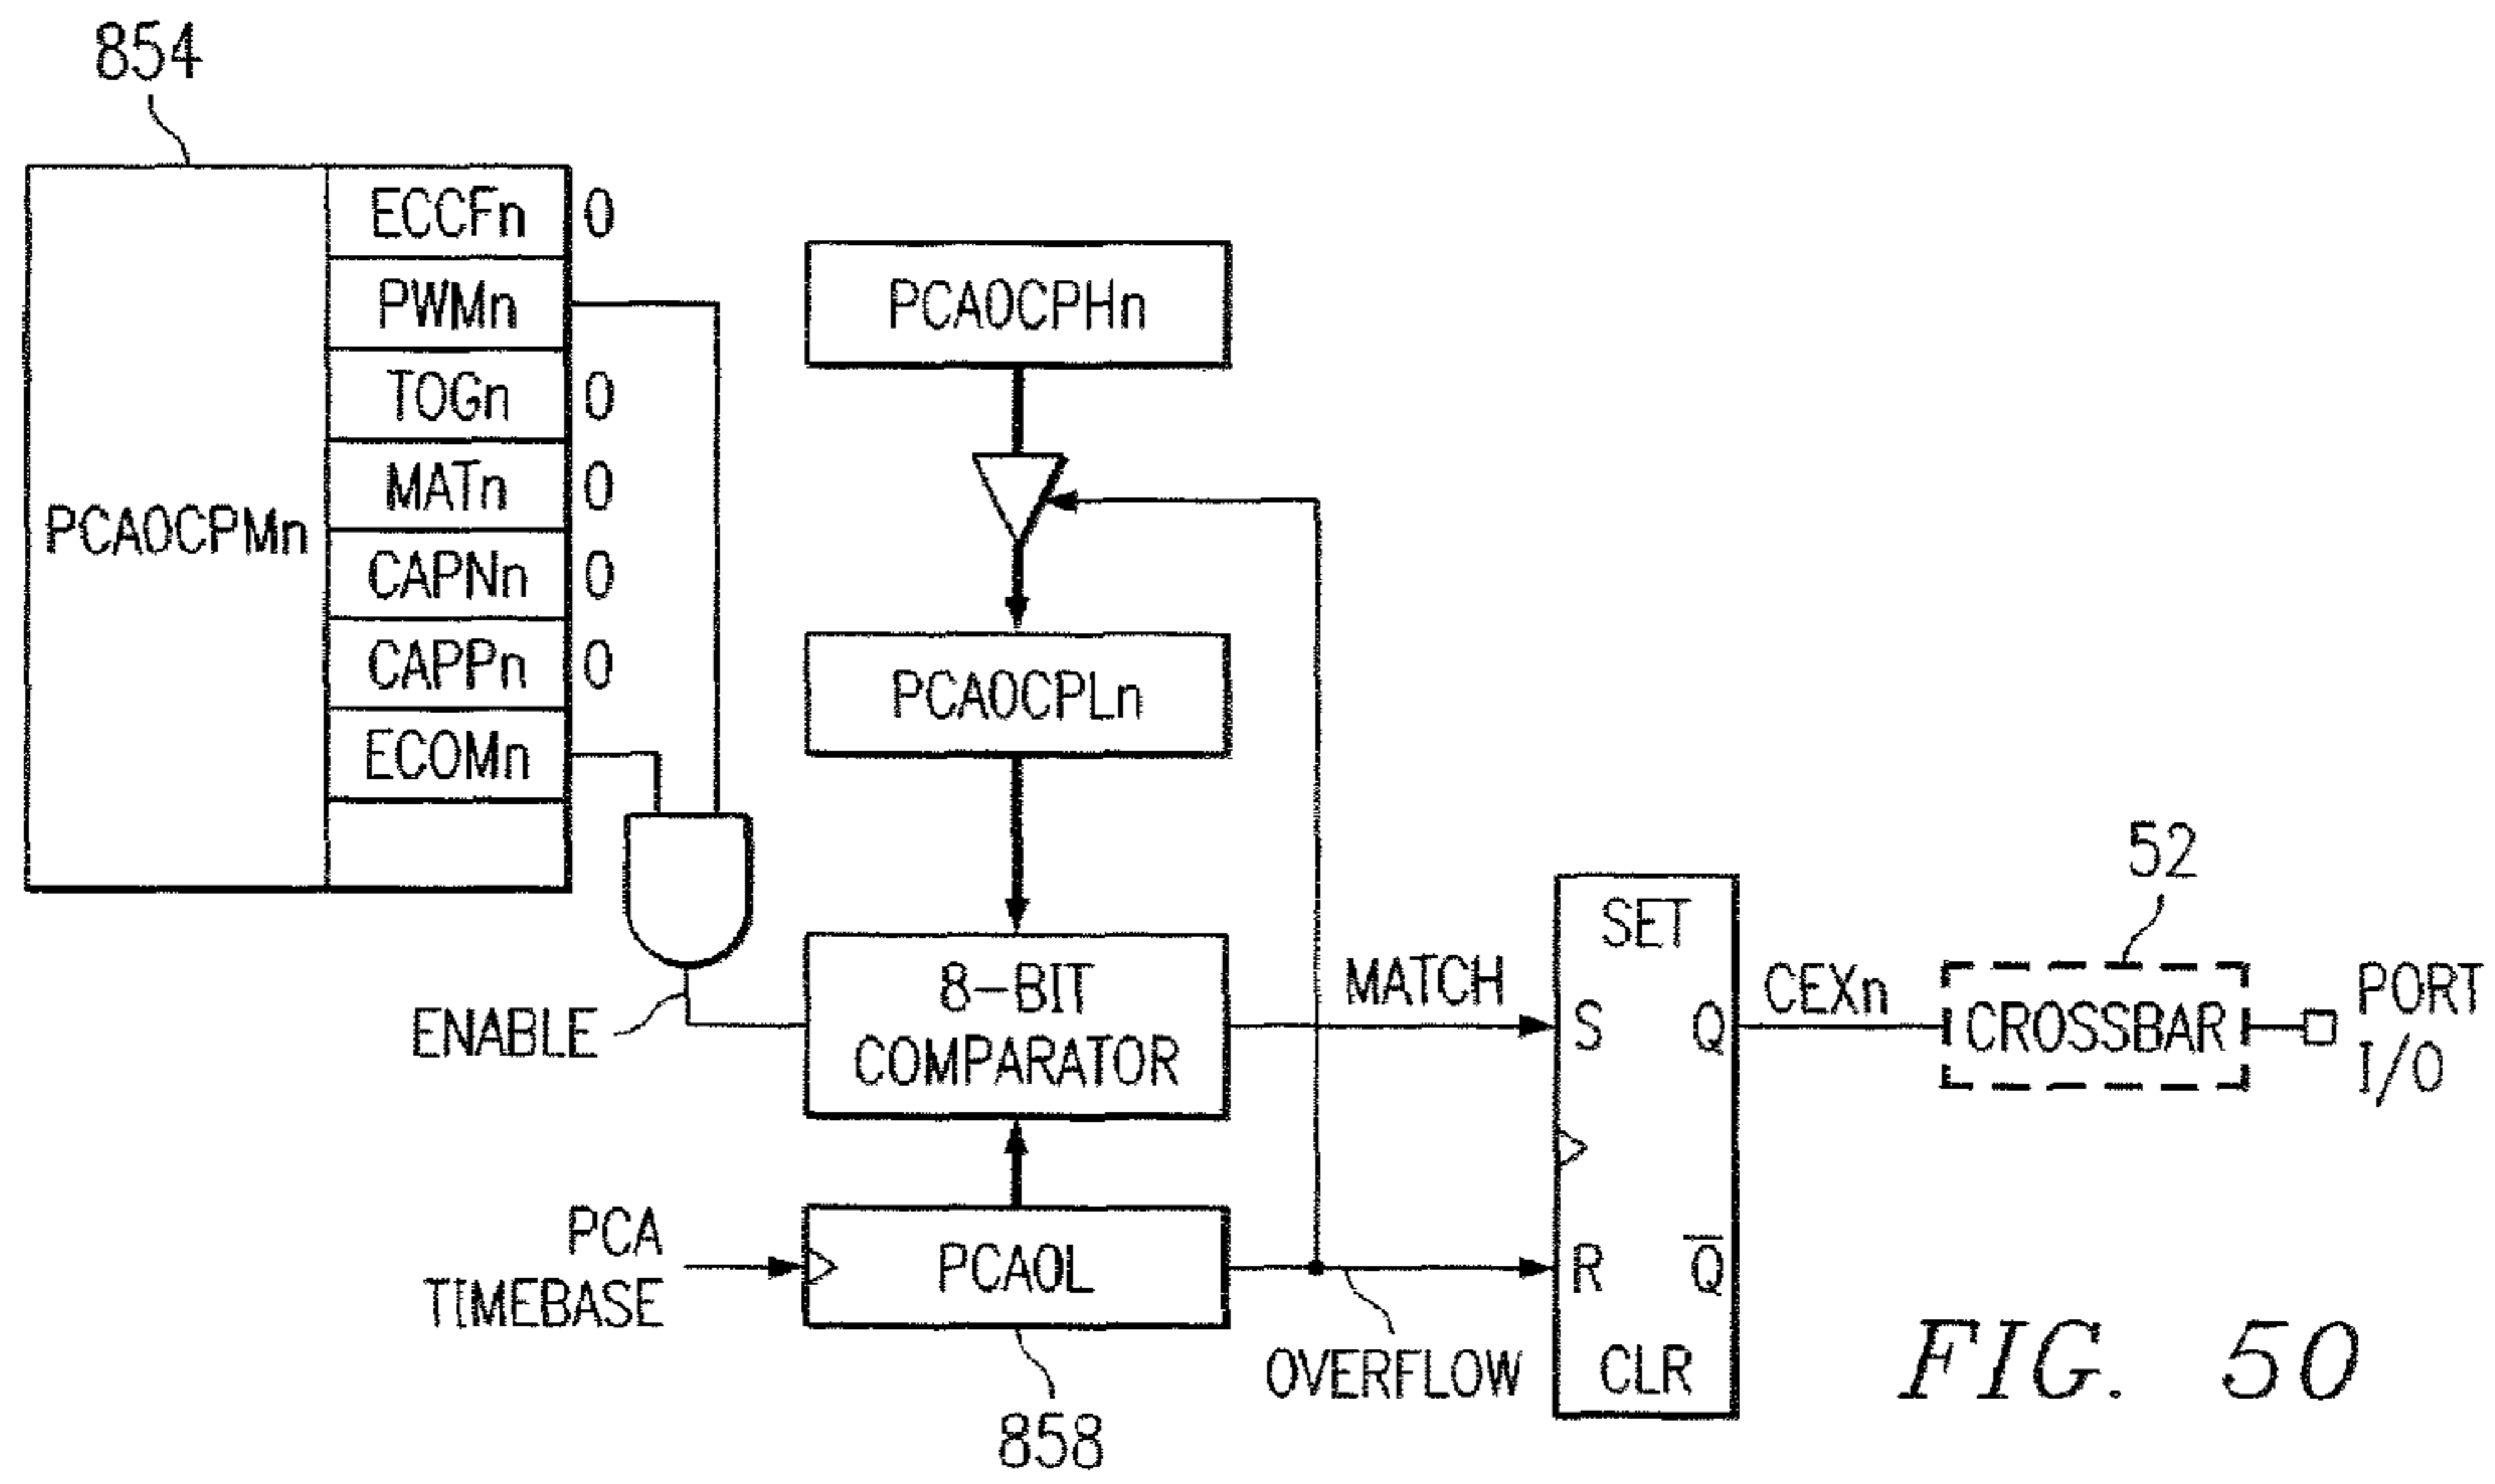 854
ECCFn 0
PWMn
TOGn 0
MATn 0
CAPNn 0
CAPPn 0
ECOMn
PCA0CPMn
PCA0CPHn
PCA0CPLn
ENABLE
8-BIT
COMPARATOR
MATCH
PCA
TIMEBASE
PCA0L
858
OVERFLOW
SET
S Q
R Q̅
CLR
CEXn
52
CROSSBAR
PORT
I/O
FIG. 50